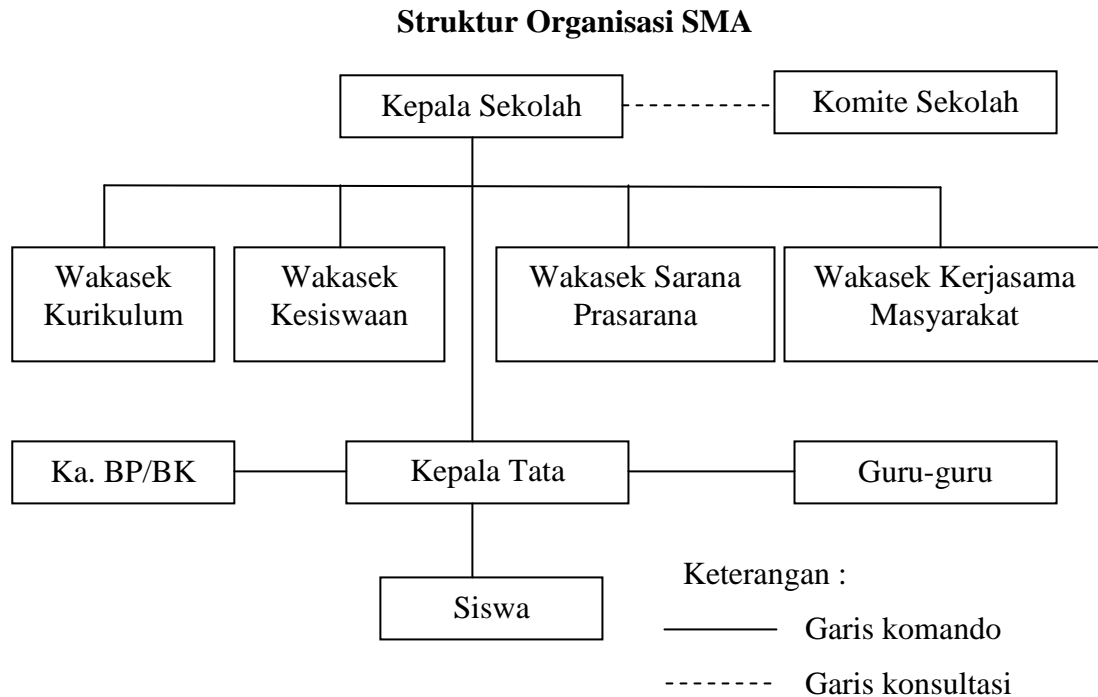 Struktur Organisasi SMA
Kepala Sekolah
Komite Sekolah
Wakasek
Kurikulum
Wakasek
Kesiswaan
Wakasek Sarana
Prasarana
Wakasek Kerjasama
Masyarakat
Ka. BP/BK
Kepala Tata
Guru-guru
Siswa
Keterangan :
Garis komando
Garis konsultasi